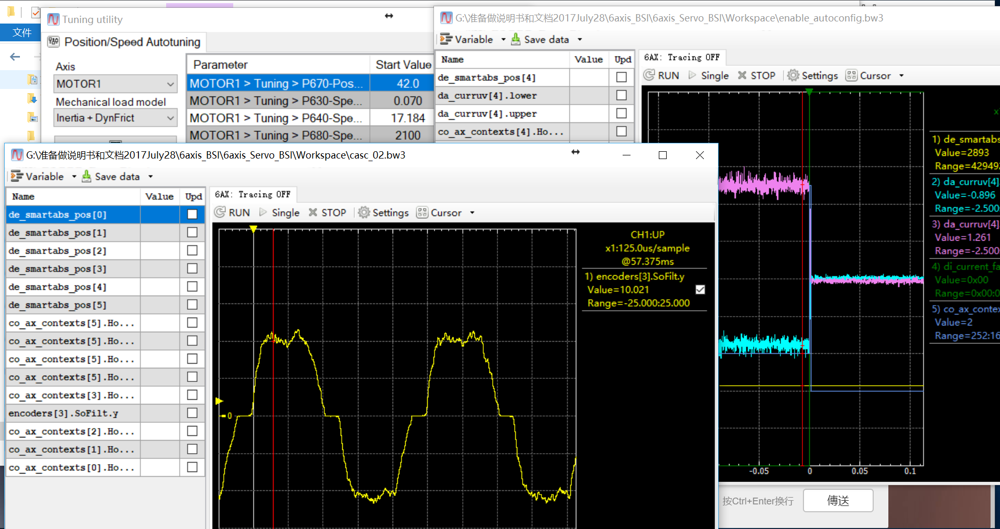 文件
Tuning utility
Position/Speed Autotuning
Axis
MOTOR1
Mechanical load model
Inertia + DynFrict
Parameter Start Value
MOTOR1 > Tuning > P670-Pos... 42.0
MOTOR1 > Tuning > P630-Spe... 0.070
MOTOR1 > Tuning > P640-Spe... 17.184
MOTOR1 > Tuning > P680-Spe... 2100
G:\准备做说明书和文档2017July28\6axis_BSI\6axis_Servo_BSI\Workspace\enable_autoconfig.bw3
Variable Save data
Name Value Upd
de_smartabs_pos[4]
da_curruv[4].lower
da_curruv[4].upper
co_ax_contexts[4].Ho...
6AX: Tracing OFF
RUN Single STOP Settings Cursor
1) de_smartabs
Value=2893
Range=429492
2) da_curruv[4]
Value=-0.896
Range=-2.500
3) da_curruv[4]
Value=1.261
Range=-2.500
4) di_current_fa
Value=0x00
Range=0x00:0
5) co_ax_contex
Value=2
Range=252:16
-0.05 0 0.05 0.1
G:\准备做说明书和文档2017July28\6axis_BSI\6axis_Servo_BSI\Workspace\casc_02.bw3
Variable Save data
Name Value Upd
de_smartabs_pos[0]
de_smartabs_pos[1]
de_smartabs_pos[2]
de_smartabs_pos[3]
de_smartabs_pos[4]
de_smartabs_pos[5]
co_ax_contexts[5].Ho...
co_ax_contexts[5].Ho...
co_ax_contexts[5].Ho...
co_ax_contexts[5].Ho...
co_ax_contexts[3].Ho...
encoders[3].SoFilt.y
co_ax_contexts[2].Ho...
co_ax_contexts[1].Ho...
co_ax_contexts[0].Ho...
6AX: Tracing OFF
RUN Single STOP Settings Cursor
0
CH1:UP
x1:125.0us/sample
@57.375ms
1) encoders[3].SoFilt.y
Value=10.021
Range=-25.000:25.000
按Ctrl+Enter換行
傳送